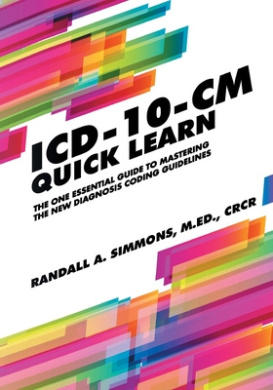 ICD-10-CM
QUICK LEARN
THE ONE ESSENTIAL GUIDE TO MASTERING
THE NEW DIAGNOSIS CODING GUIDELINES
RANDALL A. SIMMONS, M.ED., CRCR